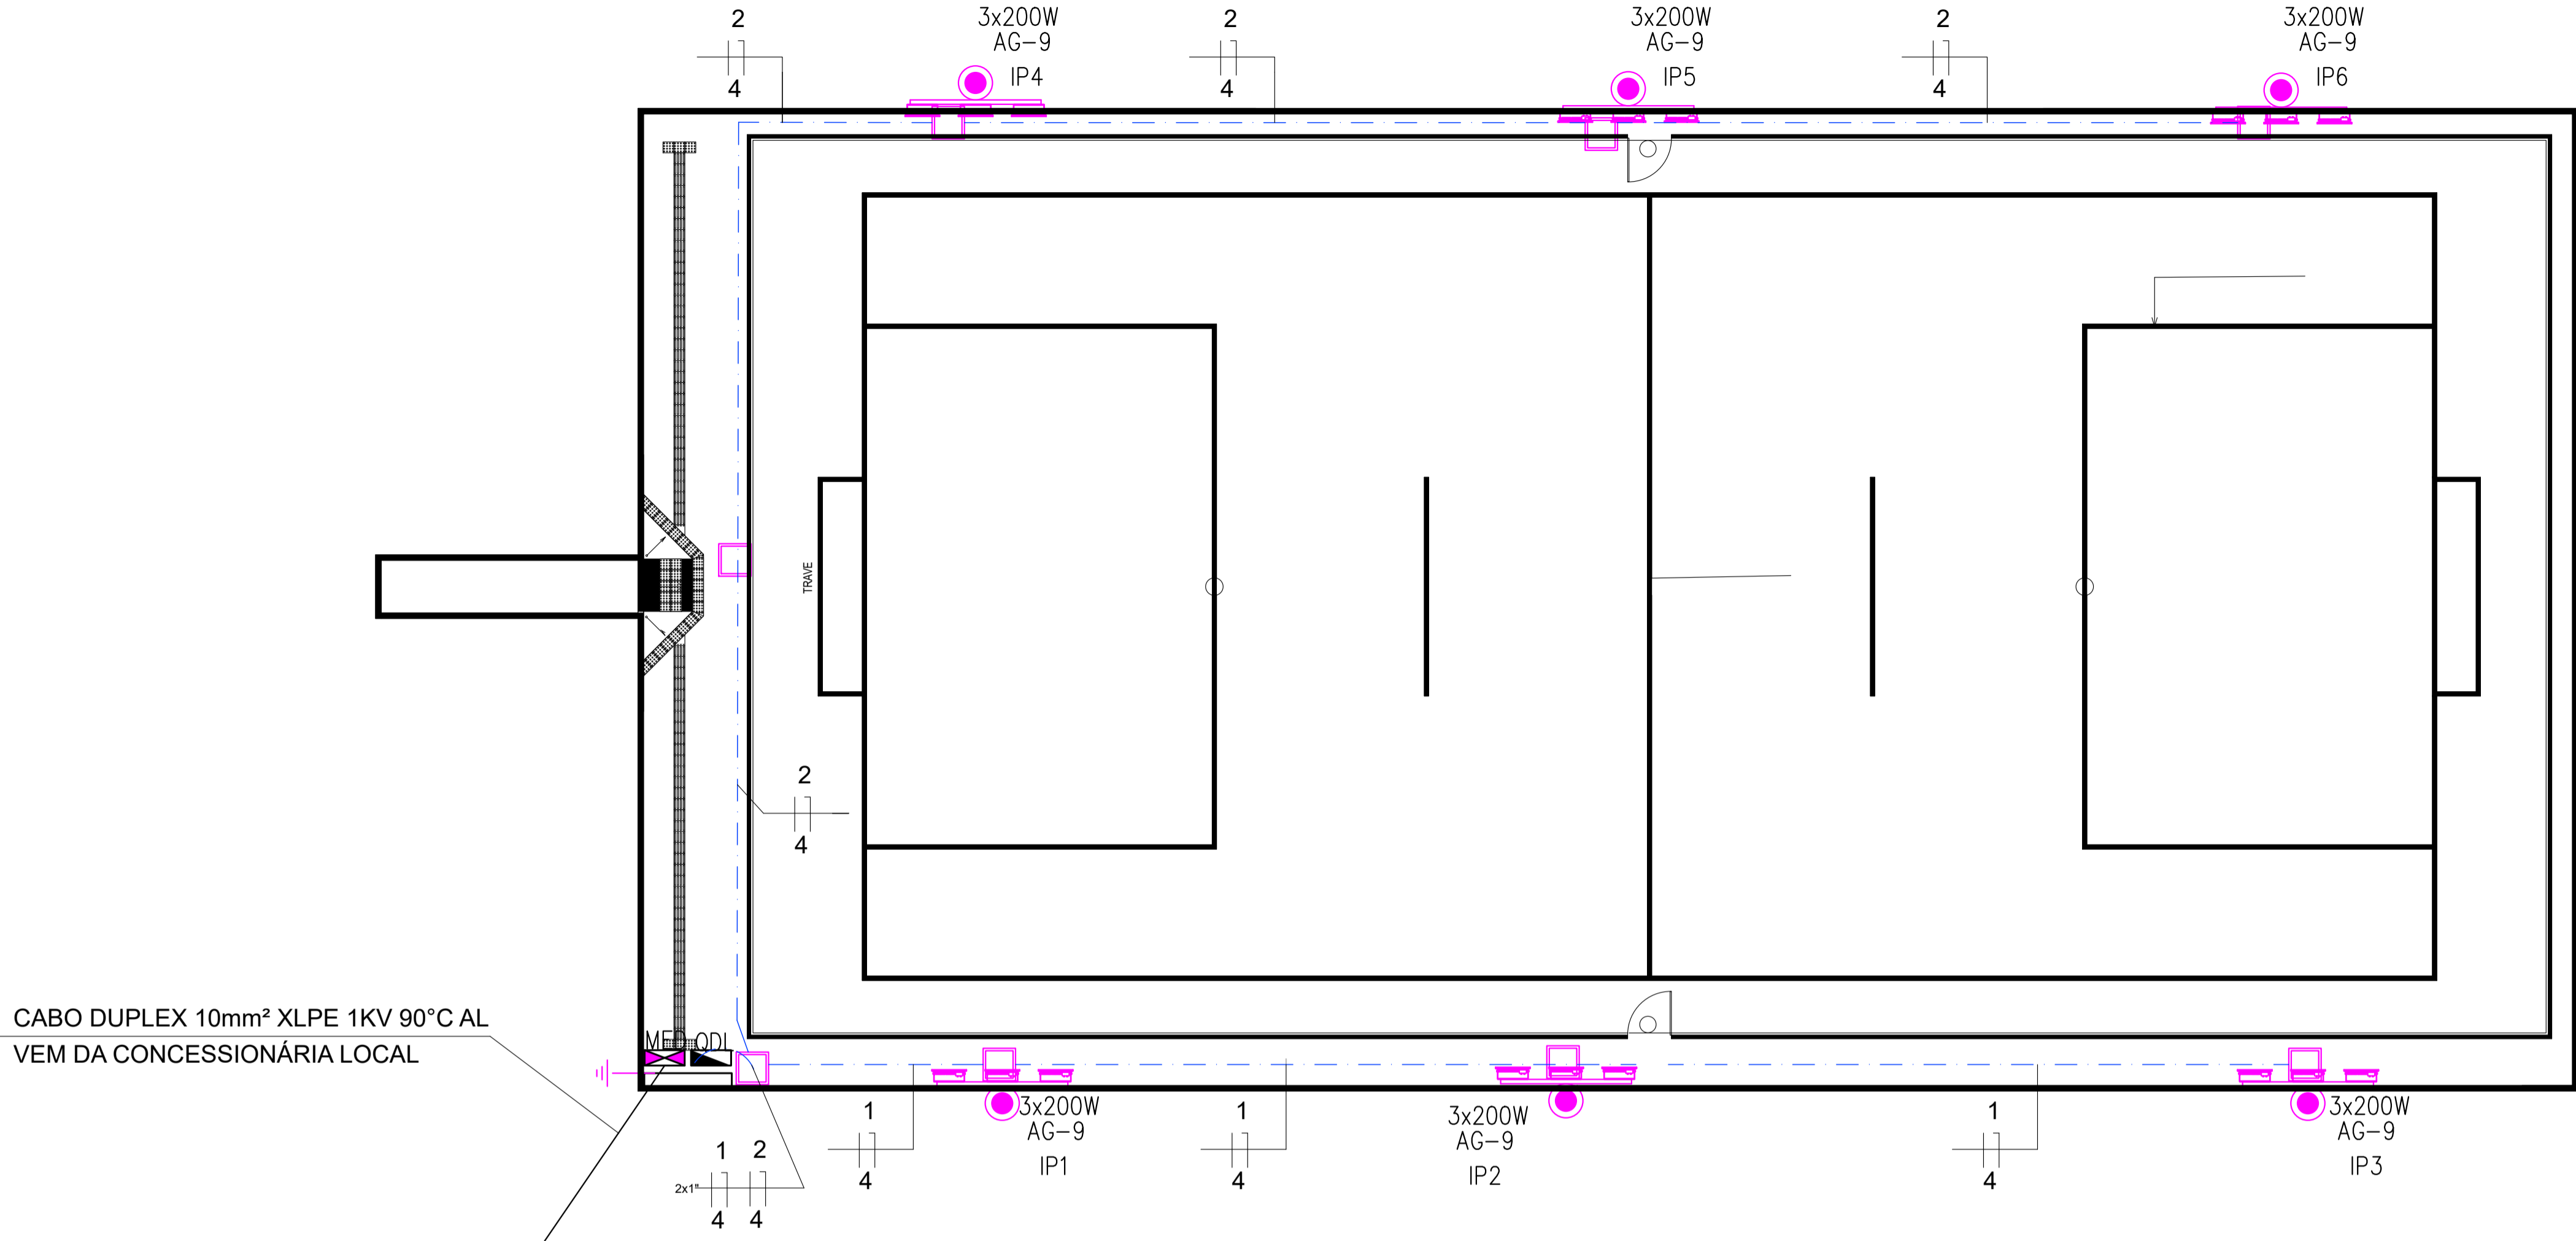 2
3x200W
AG-9
IP4
4
2
4
3x200W
AG-9
IP5
2
4
3x200W
AG-9
IP6
TRAVE
2
4
CABO DUPLEX 10mm² XLPE 1KV 90°C AL
VEM DA CONCESSIONÁRIA LOCAL
MED QDL
1
4
3x200W
AG-9
IP1
1
4
3x200W
AG-9
IP2
1
4
3x200W
AG-9
IP3
1 2
2x1"
4 4